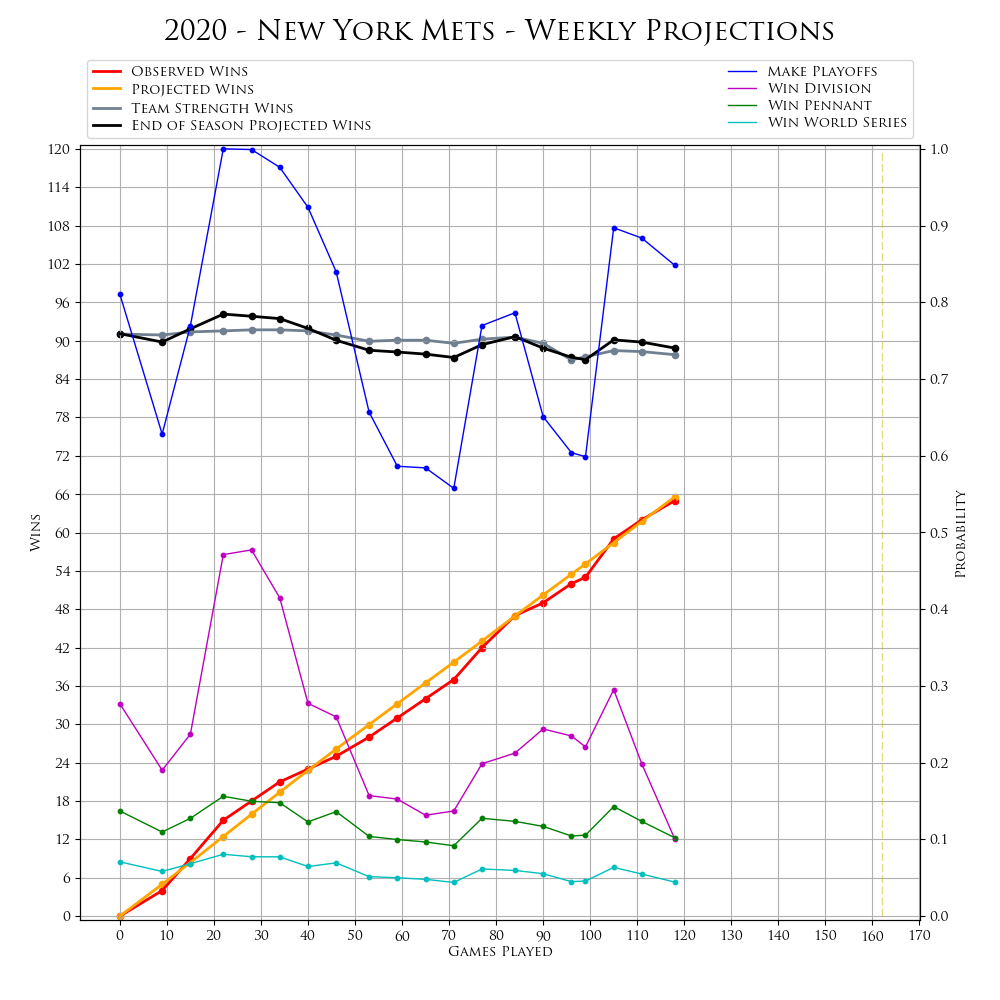 2020 - New York Mets - Weekly Projections
Observed Wins
Projected Wins
Team Strength Wins
End of Season Projected Wins
Make Playoffs
Win Division
Win Pennant
Win World Series
120
114
108
102
96
90
84
78
72
66
60
54
48
42
36
30
24
18
12
6
0
Wins
1.0
0.9
0.8
0.7
0.6
0.5
0.4
0.3
0.2
0.1
0.0
Probability
0 10 20 30 40 50 60 70 80 90 100 110 120 130 140 150 160 170
Games Played